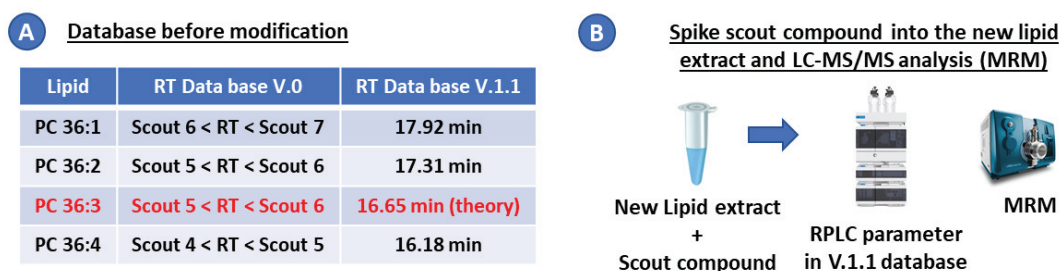 A Database before modification
Lipid RT Data base V.0 RT Data base V.1.1
PC 36:1 Scout 6 < RT < Scout 7 17.92 min
PC 36:2 Scout 5 < RT < Scout 6 17.31 min
PC 36:3 Scout 5 < RT < Scout 6 16.65 min (theory)
PC 36:4 Scout 4 < RT < Scout 5 16.18 min
B Spike scout compound into the new lipid
extract and LC-MS/MS analysis (MRM)
New Lipid extract
+
Scout compound
RPLC parameter
in V.1.1 database
MRM